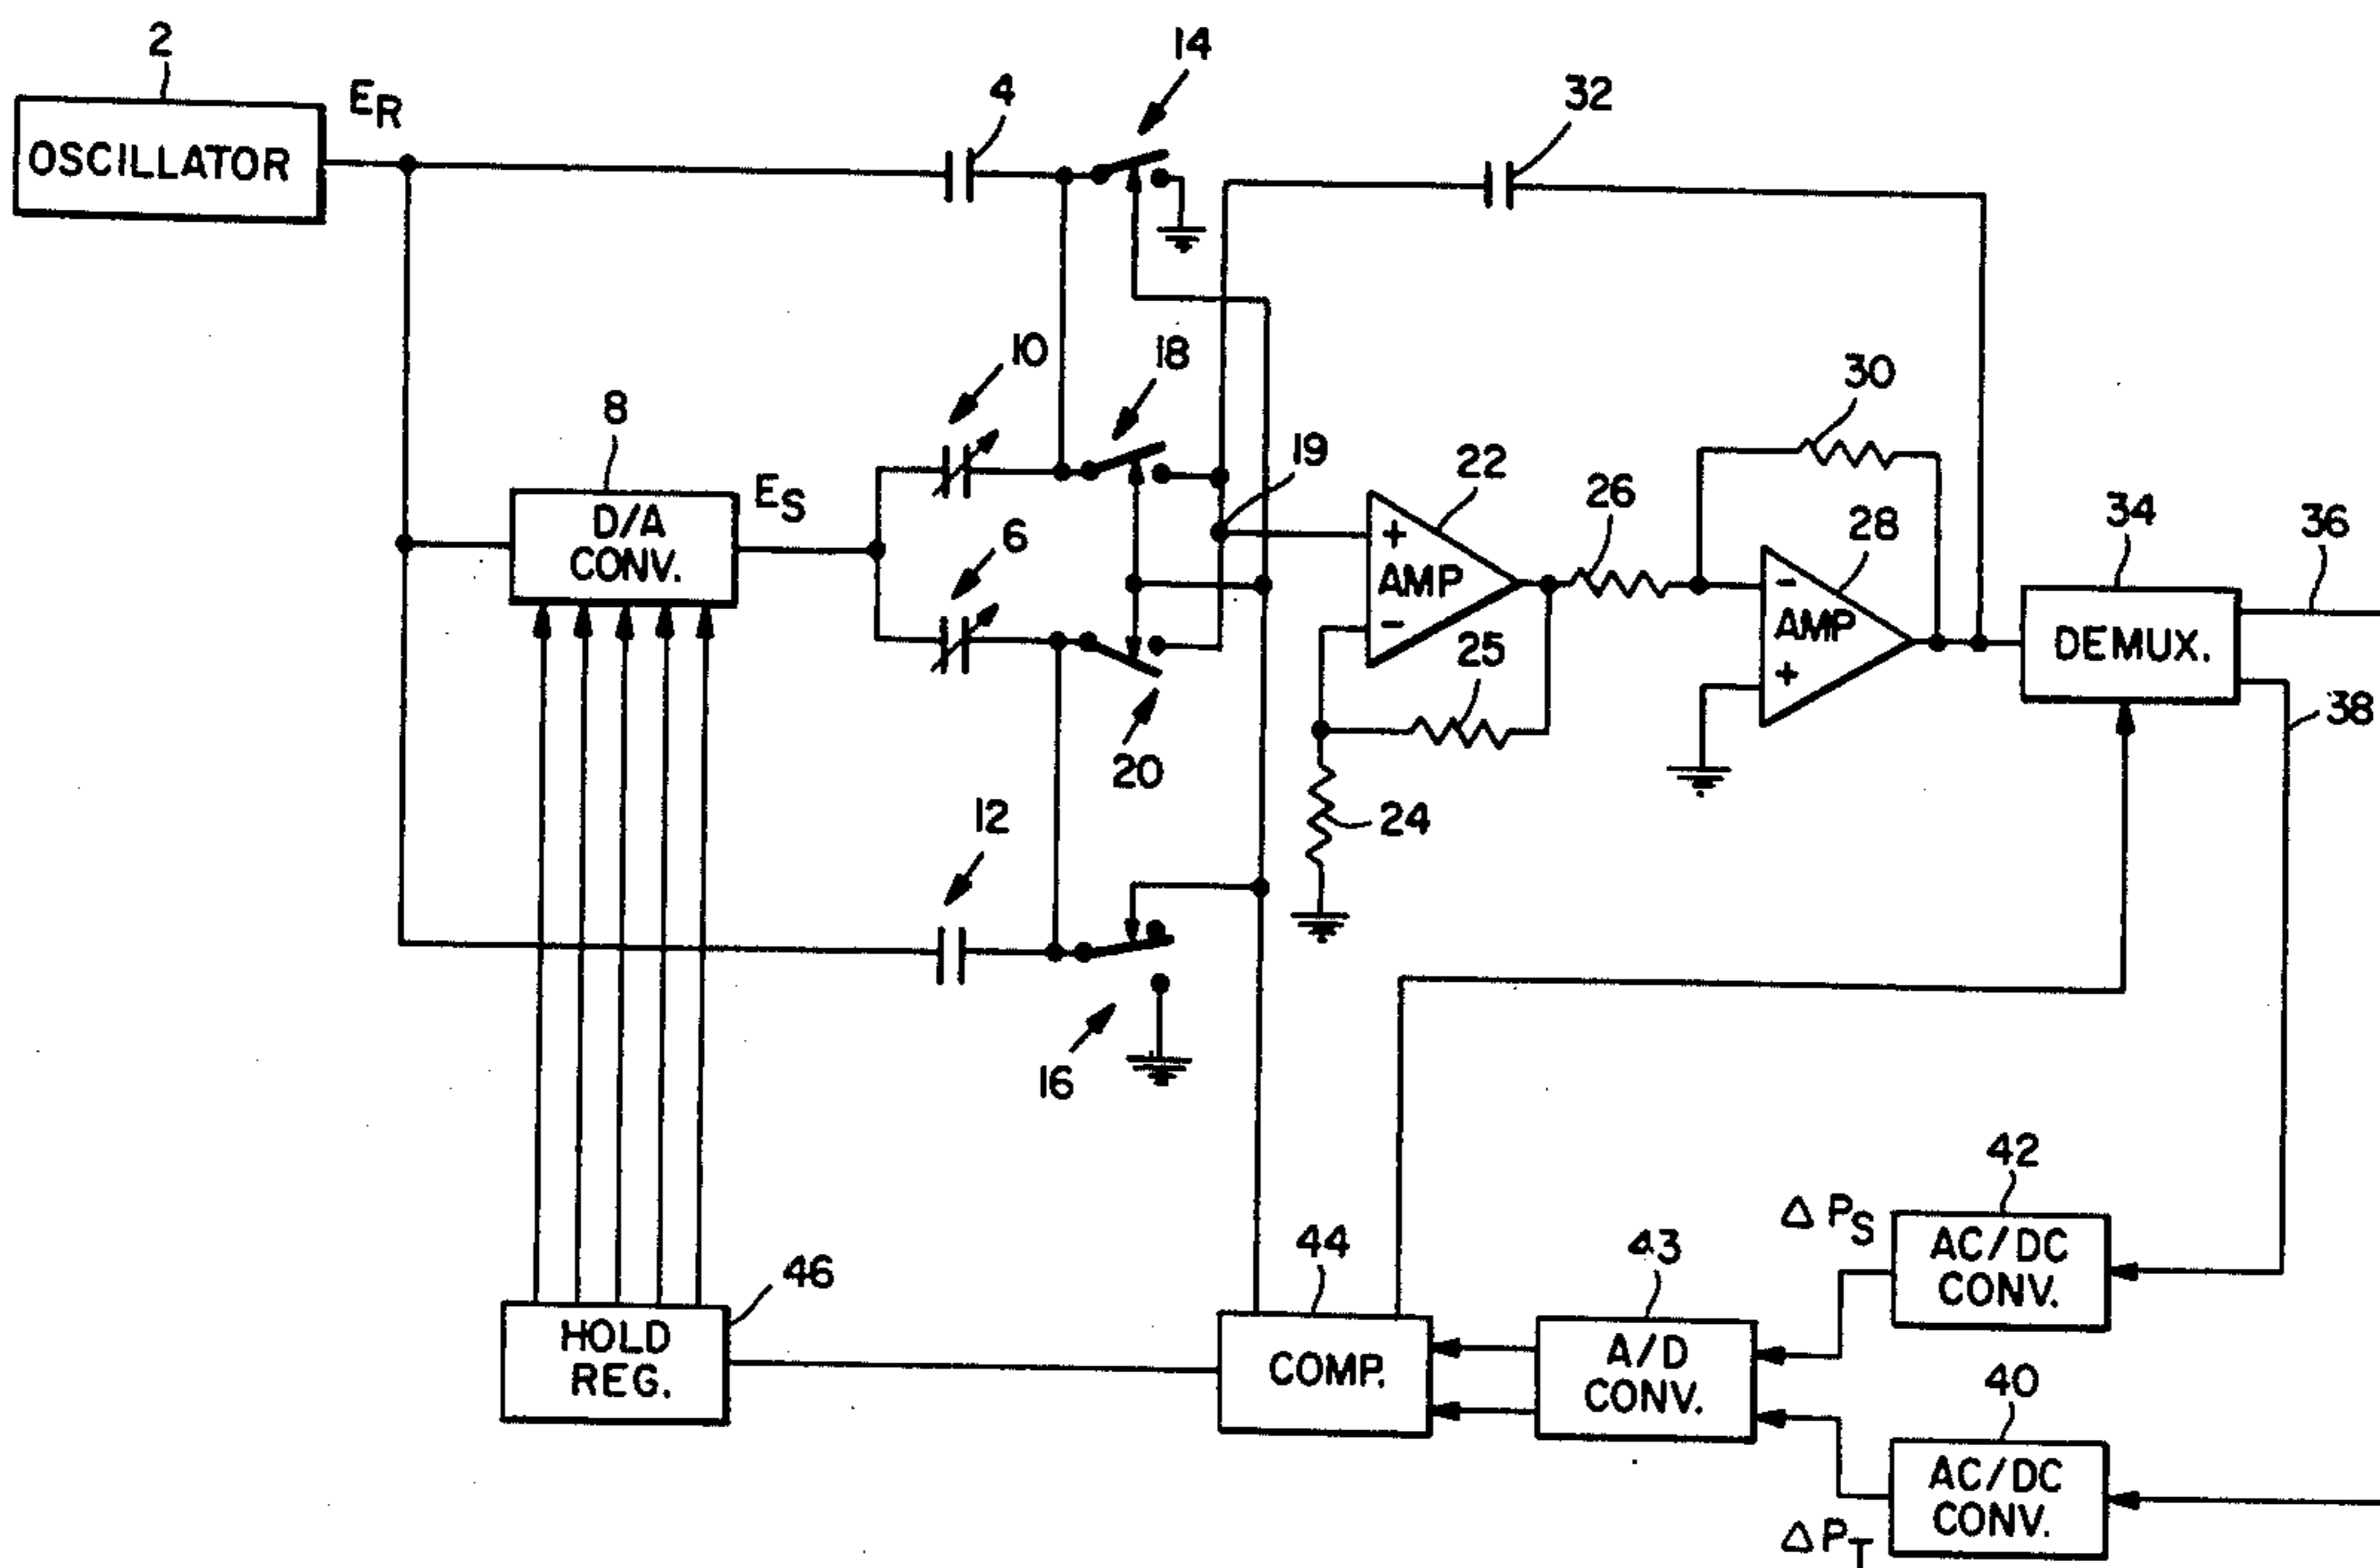 2
14
E_R
4
32
OSCILLATOR
10
18
30
8
19
22
E_S
26
34
36
D/A
CONV.
6
28
+
AMP
-
-
AMP
+
25
DEMUX.
38
20
12
24
16
42
ΔP_S
AC/DC
CONV.
44
43
46
HOLD
REG.
COMP.
A/D
CONV.
40
AC/DC
CONV.
ΔP_T